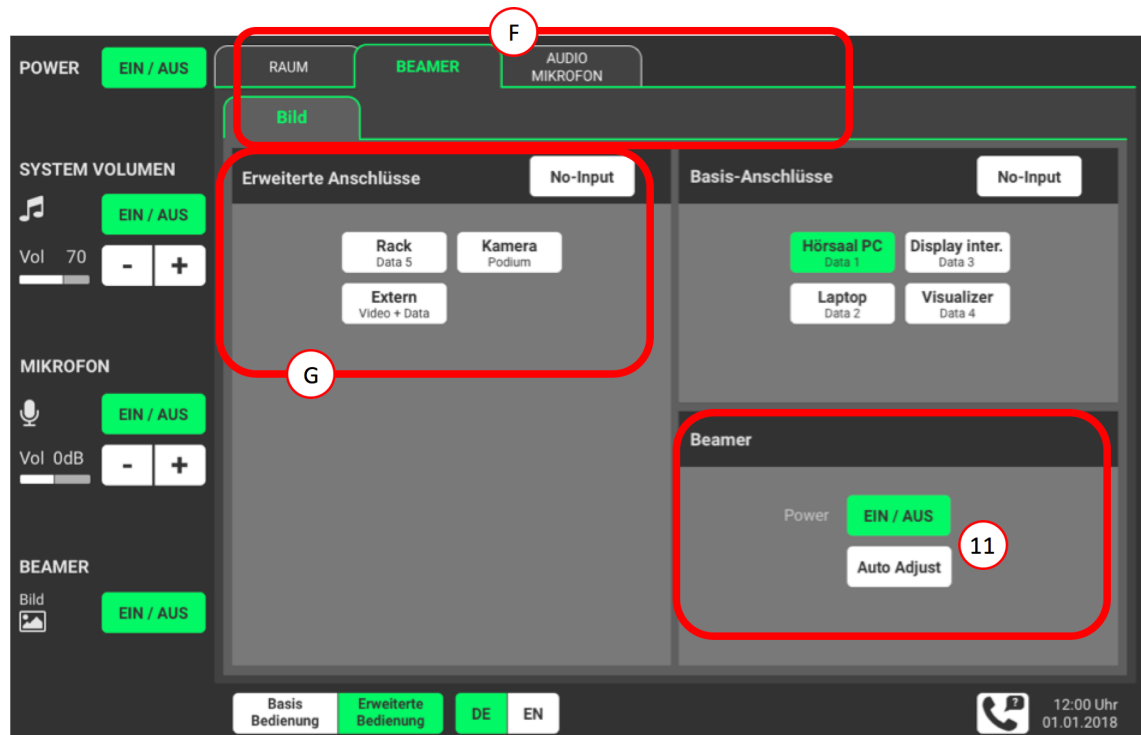 F
POWER
EIN / AUS
RAUM
BEAMER
AUDIO
MIKROFON
Bild
SYSTEM VOLUMEN
EIN / AUS
Vol 70
- +
MIKROFON
EIN / AUS
Vol 0dB
- +
BEAMER
Bild
EIN / AUS
Erweiterte Anschlüsse
No-Input
Rack
Data 5
Kamera
Podium
Extern
Video + Data
G
Basis-Anschlüsse
No-Input
Hörsaal PC
Data 1
Display inter.
Data 3
Laptop
Data 2
Visualizer
Data 4
Beamer
Power
EIN / AUS
Auto Adjust
11
Basis
Bedienung
Erweiterte
Bedienung
DE
EN
?
12:00 Uhr
01.01.2018